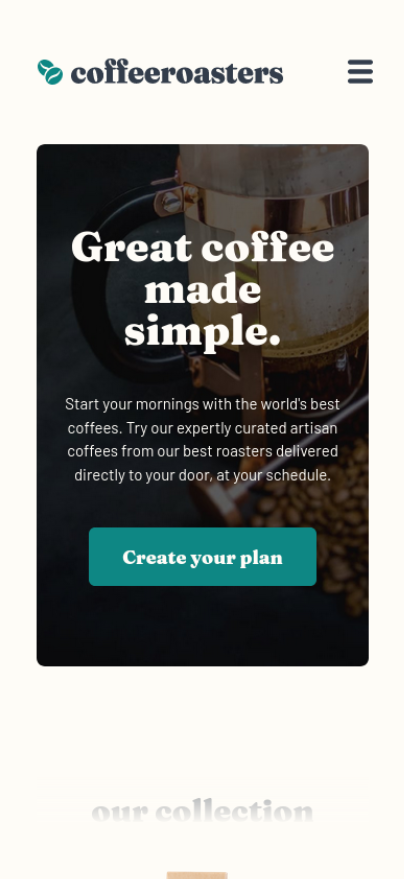 coffeeroasters
Great coffee
made
simple.
Start your mornings with the world's best
coffees. Try our expertly curated artisan
coffees from our best roasters delivered
directly to your door, at your schedule.
Create your plan
our collection